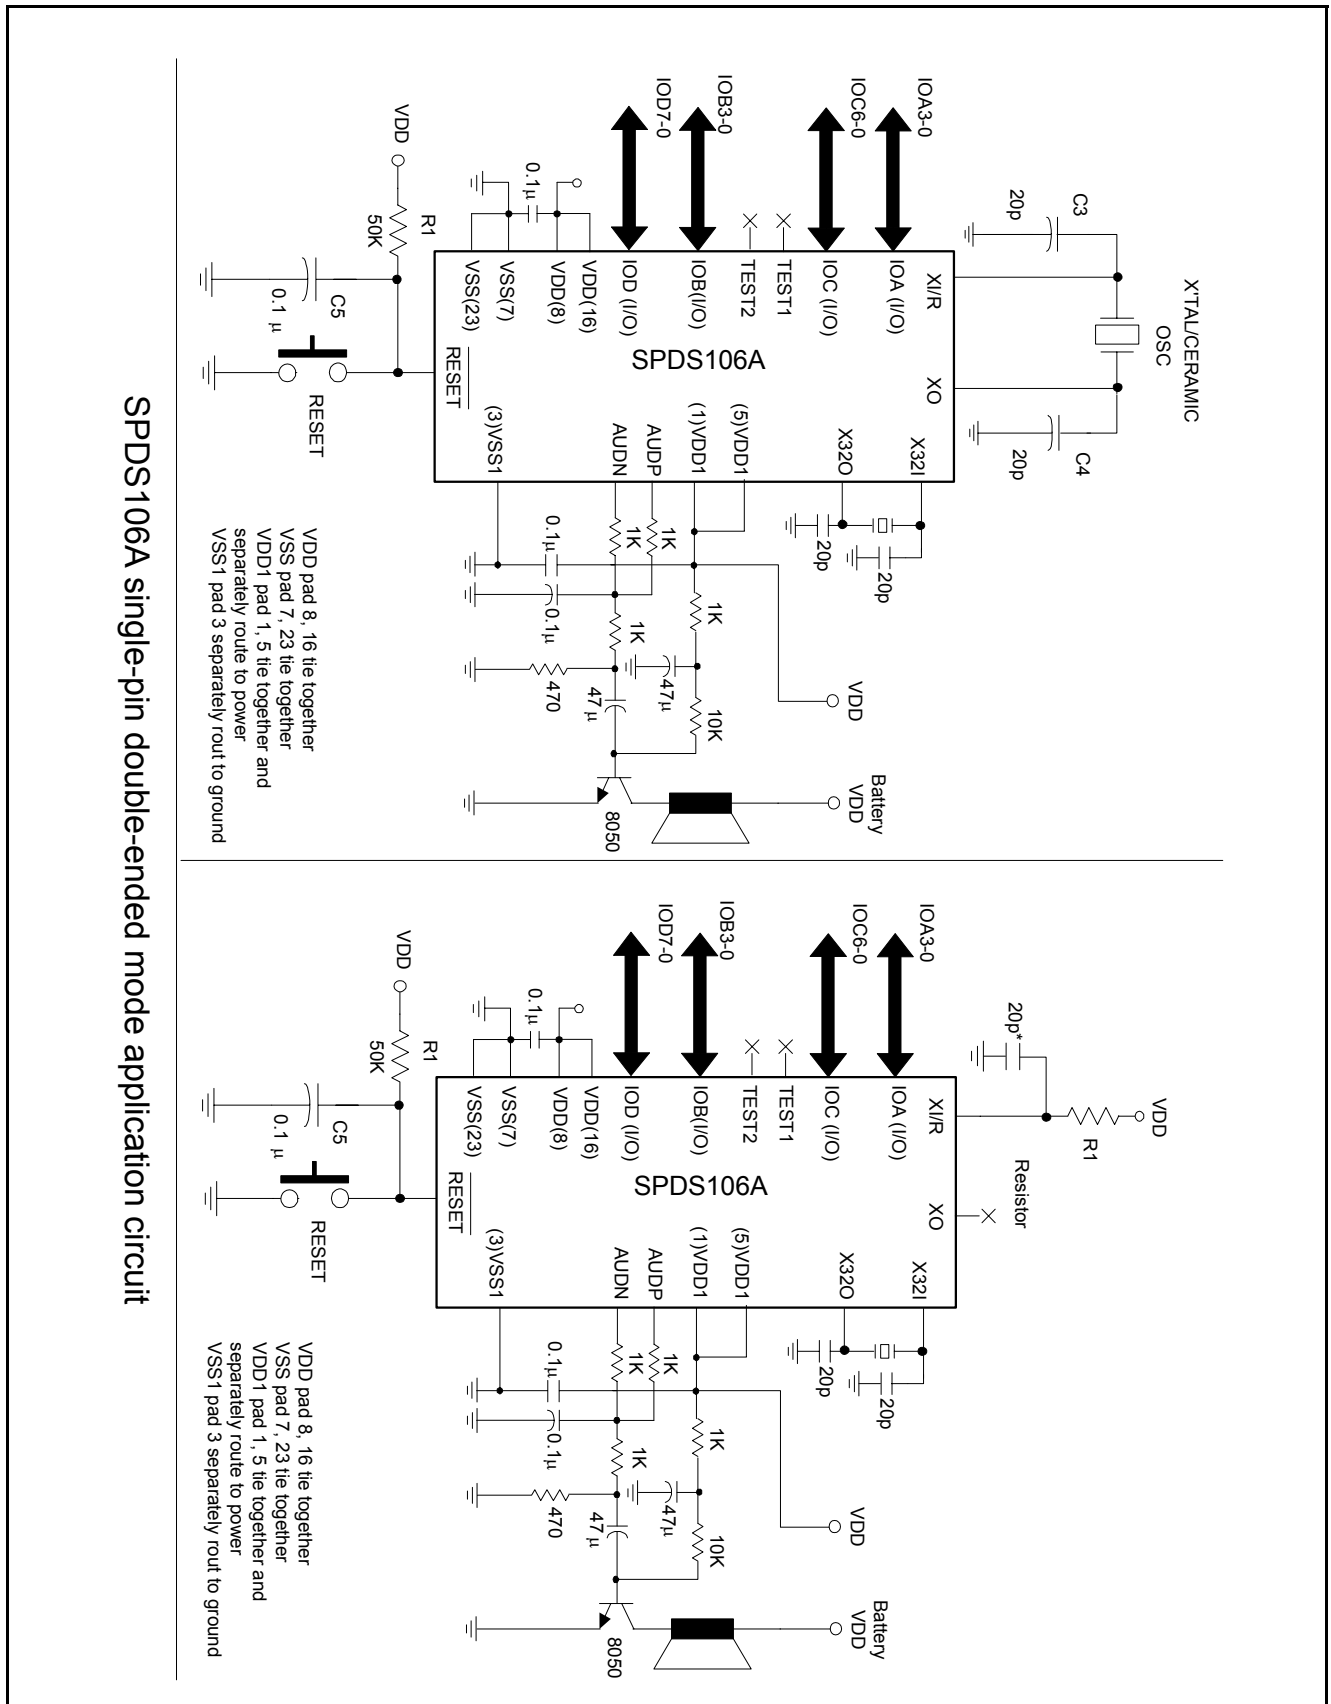 X'TAL/CERAMIC
OSC
C3
20p
C4
20p
IOA3-0
IOC6-0
IOB3-0
IOD7-0
XI/R
XO
X32I
X32O
IOA (I/O)
IOC (I/O)
TEST1
TEST2
IOB(I/O)
IOD (I/O)
VDD(16)
VDD(8)
VSS(7)
VSS(23)
RESET
SPDS106A
(5)VDD1
(1)VDD1
AUDP
AUDN
(3)VSS1
20p
20p
0.1μ
VDD
R1
50K
C5
0.1 μ
RESET
1K
1K
0.1μ
0.1μ
1K
1K
470
47μ
47μ
10K
VDD
Battery
VDD
8050
VDD pad 8, 16 tie together
VSS pad 7, 23 tie together
VDD1 pad 1, 5 tie together and
separately route to power
VSS1 pad 3 separately rout to ground
VDD
R1
Resistor
20p*
IOA3-0
IOC6-0
IOB3-0
IOD7-0
XI/R
XO
X32I
X32O
IOA (I/O)
IOC (I/O)
TEST1
TEST2
IOB(I/O)
IOD (I/O)
VDD(16)
VDD(8)
VSS(7)
VSS(23)
RESET
SPDS106A
(5)VDD1
(1)VDD1
AUDP
AUDN
(3)VSS1
20p
20p
0.1μ
VDD
R1
50K
C5
0.1 μ
RESET
1K
1K
0.1μ
0.1μ
1K
1K
470
47μ
47μ
10K
VDD
Battery
VDD
8050
VDD pad 8, 16 tie together
VSS pad 7, 23 tie together
VDD1 pad 1, 5 tie together and
separately route to power
VSS1 pad 3 separately rout to ground
SPDS106A single-pin double-ended mode application circuit